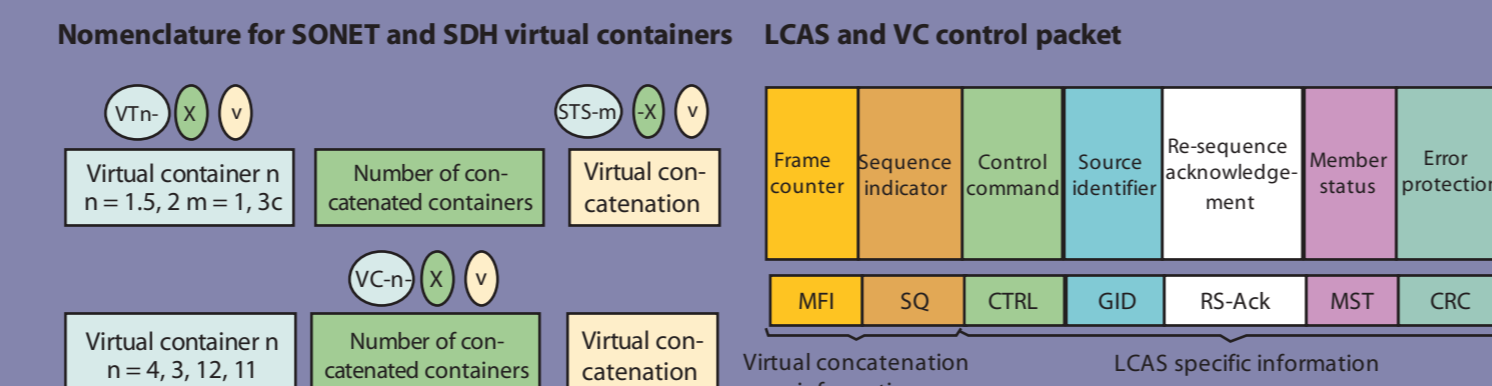 Nomenclature for SONET and SDH virtual containers
VTn- X v
STS-m -X v
Virtual container n
n = 1.5, 2 m = 1, 3c
Number of con-
catenated containers
Virtual con-
catenation
VC-n- X v
Virtual container n
n = 4, 3, 12, 11
Number of con-
catenated containers
Virtual con-
catenation
LCAS and VC control packet
Frame
counter
Sequence
indicator
Control
command
Source
identifier
Re-sequence
acknowledge-
ment
Member
status
Error
protection
MFI SQ CTRL GID RS-Ack MST CRC
Virtual concatenation
LCAS specific information